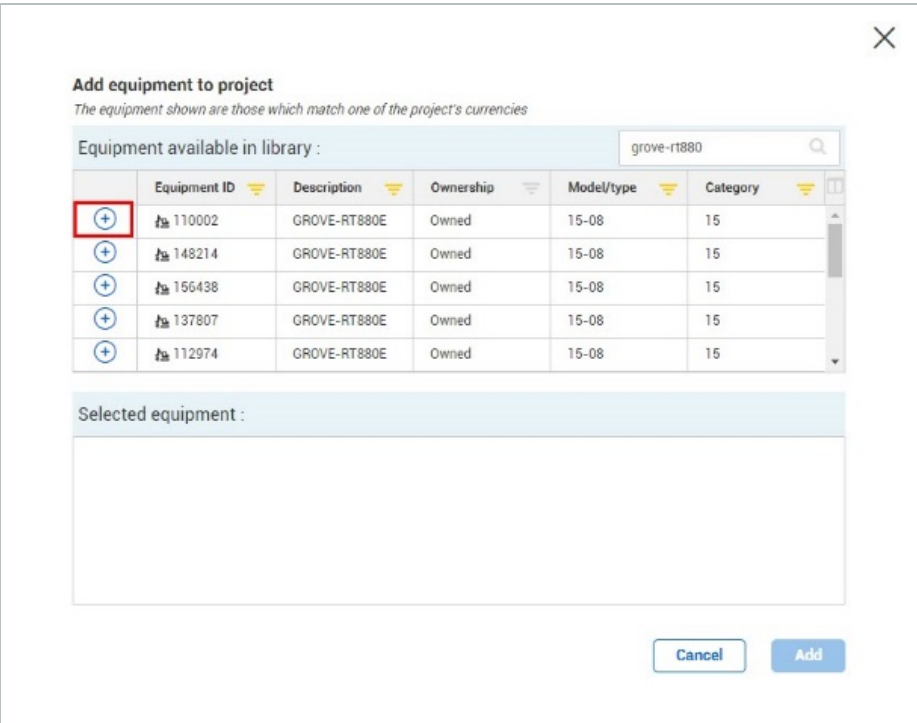 Add equipment to project
The equipment shown are those which match one of the project's currencies
Equipment available in library : grove-rt880
Equipment ID Description Ownership Model/type Category
110002 GROVE-RT880E Owned 15-08 15
148214 GROVE-RT880E Owned 15-08 15
156438 GROVE-RT880E Owned 15-08 15
137807 GROVE-RT880E Owned 15-08 15
112974 GROVE-RT880E Owned 15-08 15
Selected equipment :
Cancel Add